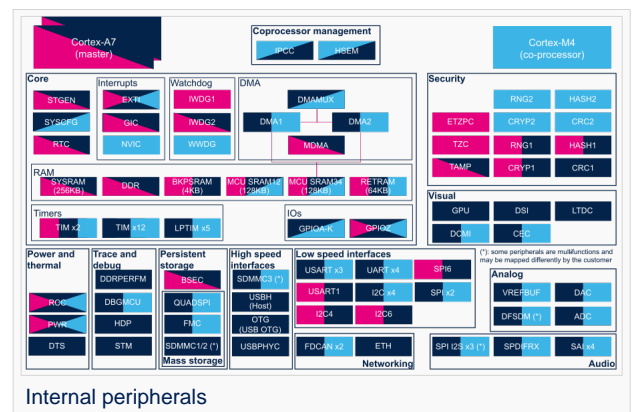 Cortex-A7
(master)
Coprocessor management
IPCC
HSEM
Cortex-M4
(co-processor)
Core
STGEN
SYSCFG
RTC
Interrupts
EXTI
GIC
NVIC
Watchdog
IWDG1
IWDG2
WWDG
DMA
DMAMUX
DMA1
DMA2
MDMA
Security
RNG2
HASH2
ETZPC
CRYP2
CRC2
TZC
RNG1
HASH1
TAMP
CRYP1
CRC1
RAM
SYSRAM
(256KB)
DDR
BKPSRAM
(4KB)
MCU SRAM12
(128KB)
MCU SRAM34
(128KB)
RETRAM
(64KB)
Timers
TIM x2
TIM x12
LPTIM x5
IOs
GPIOA-K
GPIOZ
Visual
GPU
DSI
LTDC
DCMI
CEC
Power and
thermal
RCC
PWR
DTS
Trace and
debug
DDRPERFM
DBGMCU
HDP
STM
Persistent
storage
BSEC
QUADSPI
FMC
SDMMC1/2 (*)
Mass storage
High speed
interfaces
SDMMC3 (*)
USBH
(Host)
OTG
(USB OTG)
USBPHYC
Low speed interfaces
USART x3
UART x4
SPI6
USART1
I2C x4
SPI x2
I2C4
I2C6
(*): some peripherals are multifunctions and
may be mapped differently by the customer
Analog
VREFBUF
DAC
DFSDM (*)
ADC
FDCAN x2
ETH
Networking
SPI I2S x3 (*)
SPDIFRX
SAI x4
Audio
Internal peripherals